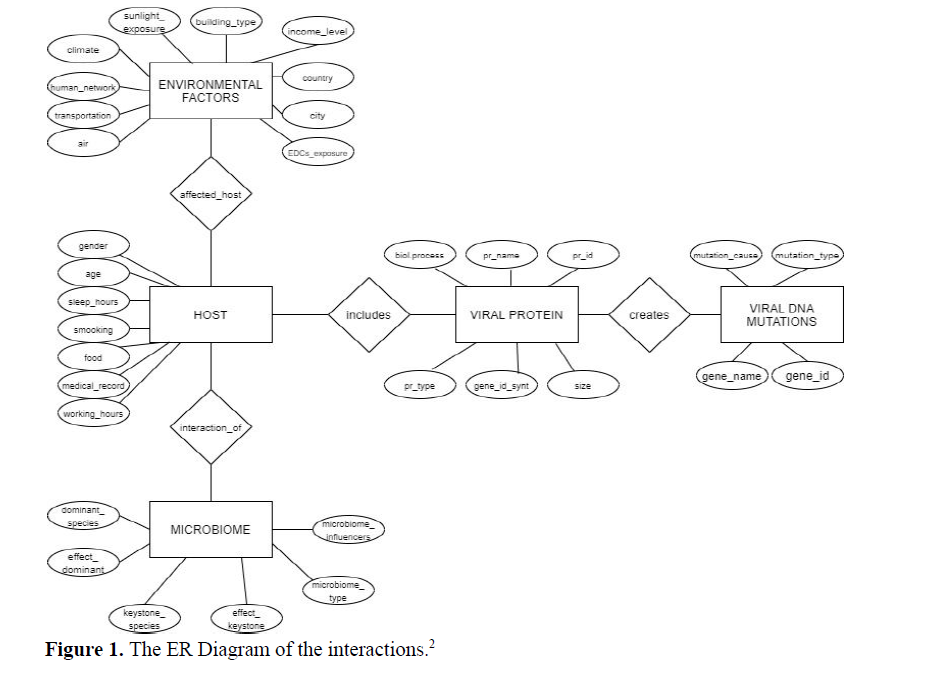 sunlight_
exposure
building_type
income_level
climate
country
human_network
ENVIRONMENTAL
FACTORS
transportation
city
air
EDCs_exposure
affected_host
gender
age
sleep_hours
smooking
food
medical_record
working_hours
HOST
includes
biol.process
pr_name
pr_id
VIRAL PROTEIN
pr_type
gene_id_synt
size
creates
mutation_cause
mutation_type
VIRAL DNA
MUTATIONS
gene_name
gene_id
interaction_of
dominant_
species
effect_
dominant
MICROBIOME
microbiome_
influencers
microbiome_
type
keystone_
species
effect_
keystone
Figure 1. The ER Diagram of the interactions.2